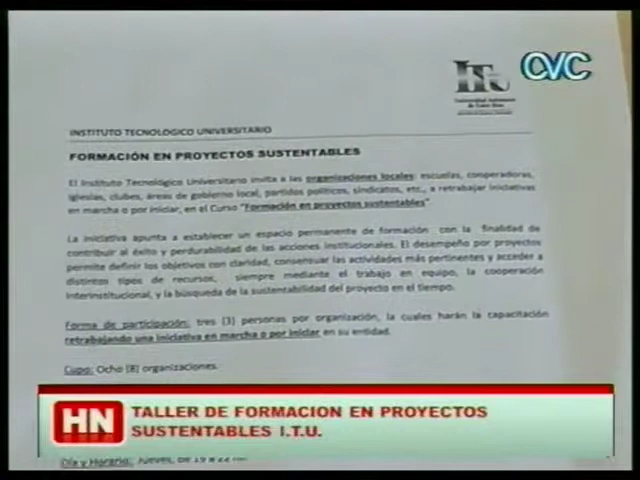 ITU
CVC
INSTITUTO TECNOLÓGICO UNIVERSITARIO
FORMACIÓN EN PROYECTOS SUSTENTABLES
El Instituto Tecnológico Universitario invita a las organizaciones locales: escuelas, cooperadoras,
iglesias, clubes, áreas de gobierno local, partidos políticos, sindicatos, etc., a retrabajar iniciativas
en marcha o por iniciar, en el Curso "Formación en proyectos sustentables"
La iniciativa apunta a establecer un espacio permanente de formación con la finalidad de
contribuir al éxito y perdurabilidad de las acciones institucionales. El desempeño por proyectos
permite definir los objetivos con claridad, consensuar las actividades más pertinentes y acceder a
distintos tipos de recursos, siempre mediante el trabajo en equipo, la cooperación
interinstitucional, y la búsqueda de la sustentabilidad del proyecto en el tiempo.
Forma de participación: tres (3) personas por organización, la cuales harán la capacitación
retrabajando una iniciativa en marcha o por iniciar en su entidad.
Cupo: Ocho (8) organizaciones.
HN TALLER DE FORMACION EN PROYECTOS
SUSTENTABLES I.T.U.
Día y Horario: Jueves, de 19 a 22